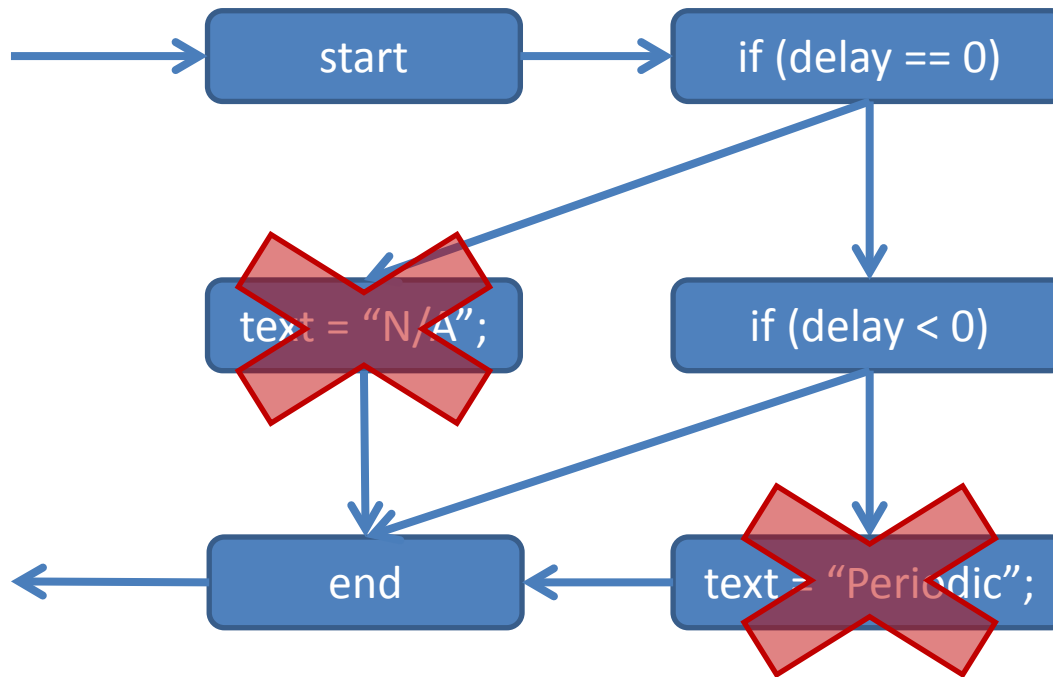 start
if (delay == 0)
text = “N/A”;
if (delay < 0)
end
text = “Periodic”;